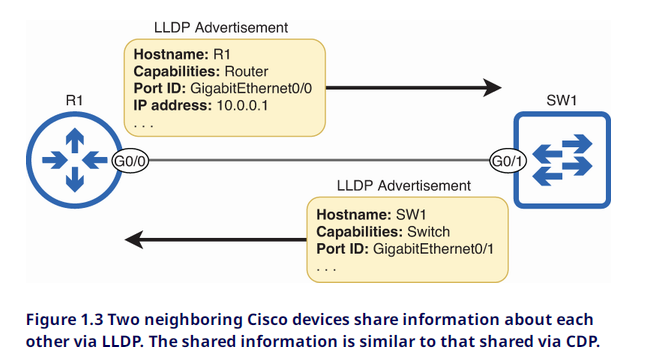 LLDP Advertisement
Hostname: R1
Capabilities: Router
Port ID: GigabitEthernet0/0
IP address: 10.0.0.1
. . .
R1
SW1
G0/0
G0/1
LLDP Advertisement
Hostname: SW1
Capabilities: Switch
Port ID: GigabitEthernet0/1
. . .
Figure 1.3 Two neighboring Cisco devices share information about each
other via LLDP. The shared information is similar to that shared via CDP.